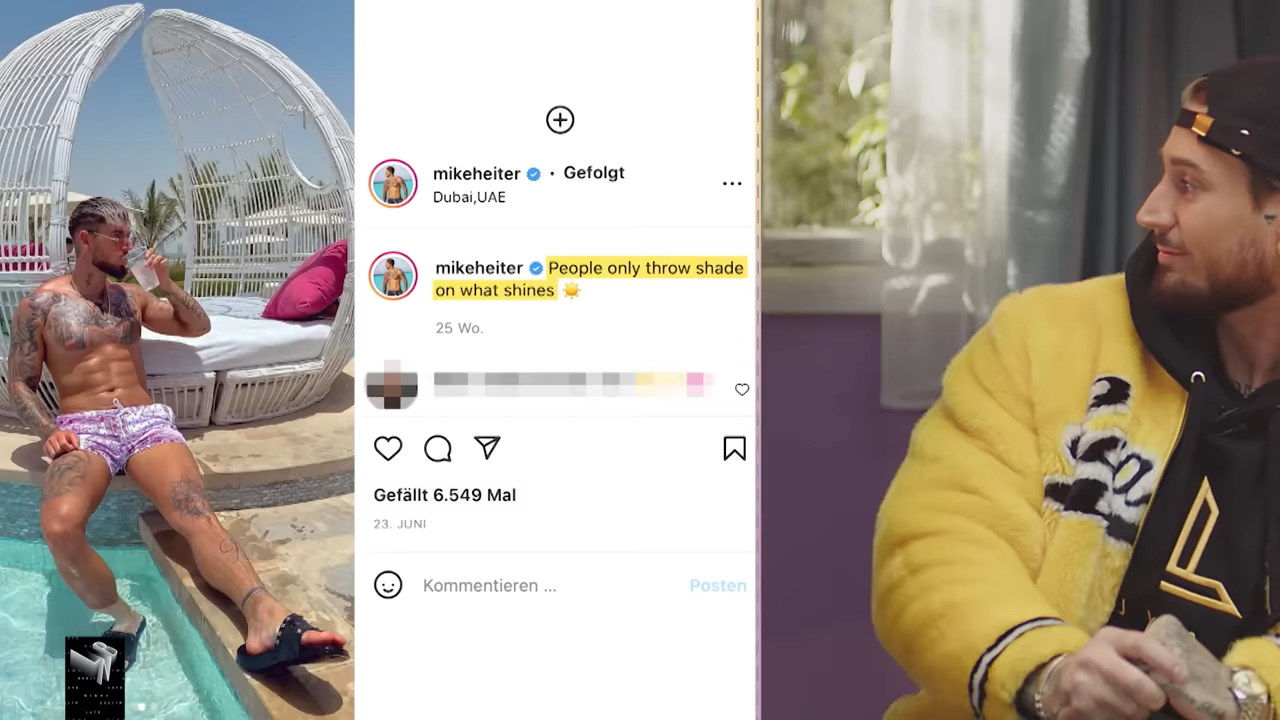 mikeheiter • Gefolgt
Dubai,UAE
mikeheiter People only throw shade
on what shines
25 Wo.
Gefällt 6.549 Mal
23. JUNI
Kommentieren ...
Posten